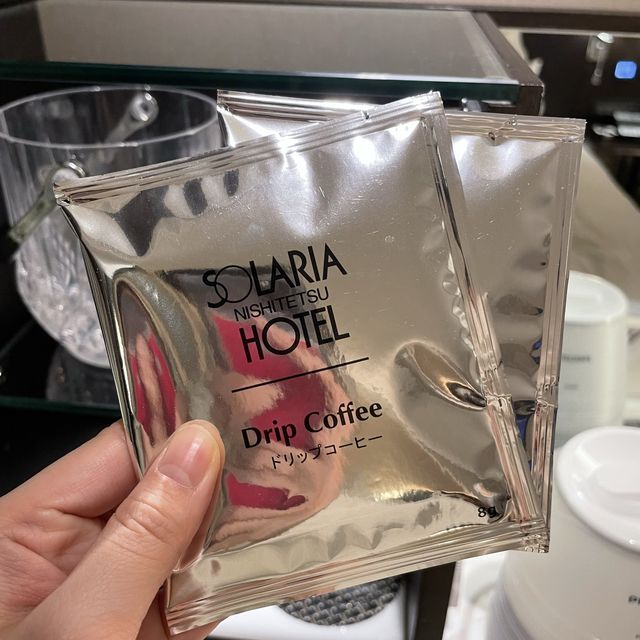 SOLARIA
NISHITETSU
HOTEL
Drip Coffee
ドリップコーヒー
8g